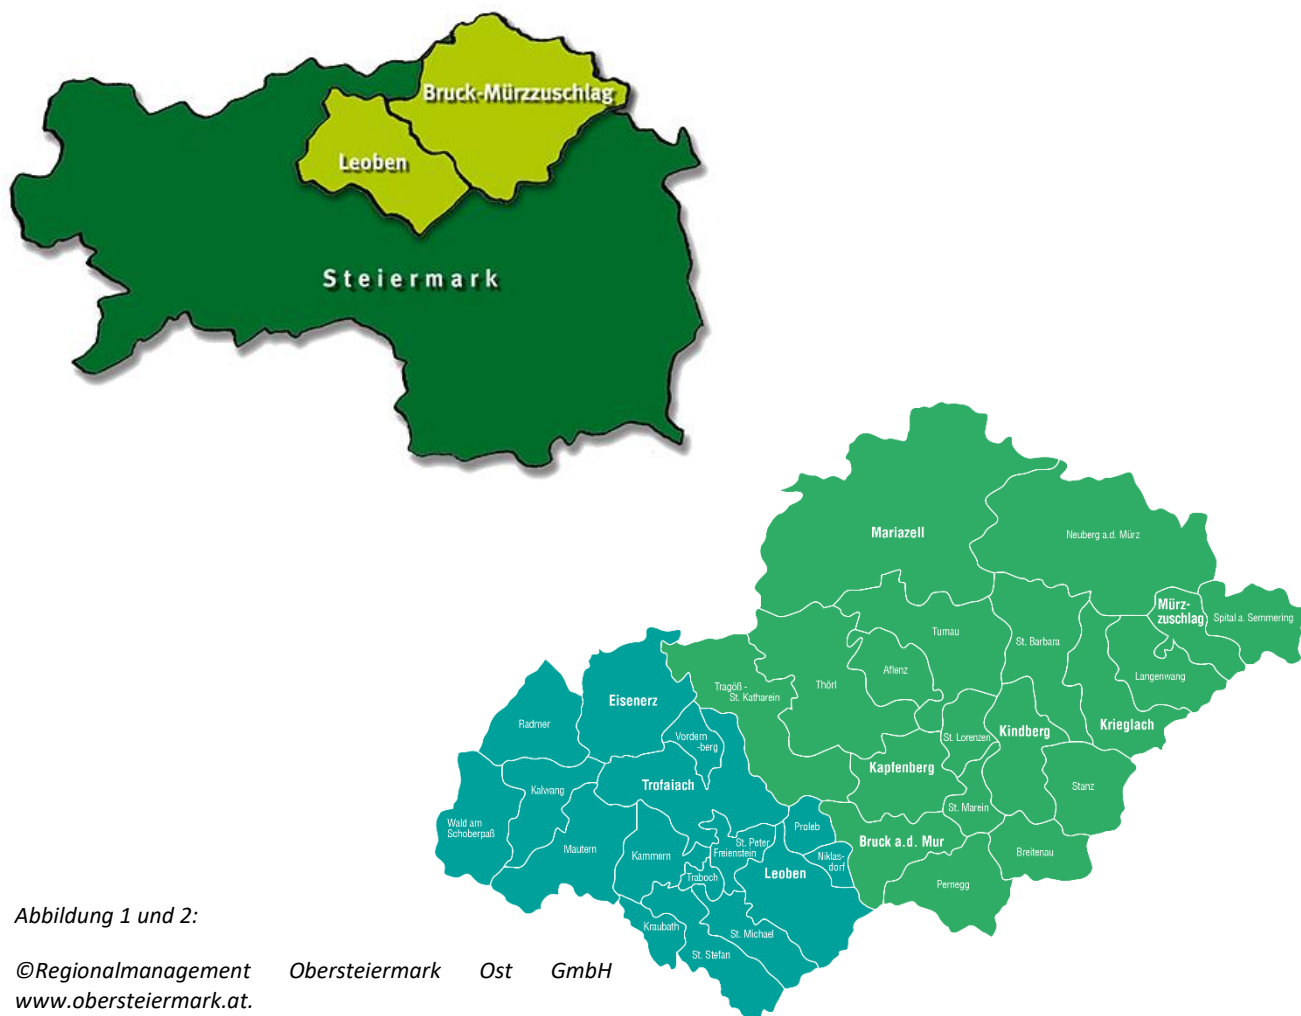 Bruck-Mürzzuschlag
Leoben
Steiermark
Mariazell
Neuberg a.d. Mürz
Mürz-
zuschlag
Spital a. Semmering
Turnau
St. Barbara
Aflenz
Langenwang
Tragöß -
St. Katharein
Thörl
Eisenerz
Radmer
Vordern
-berg
St. Lorenzen
Kindberg
Krieglach
Kapfenberg
Trofaiach
Kalwang
Stanz
St. Marein
Wald am
Schoberpaß
Proleb
Mautern
Kammern
St. Peter
Freienstein
Bruck a.d. Mur
Breitenau
Niklas-
dorf
Leoben
Traboch
Pernegg
Kraubath
St. Michael
St. Stefan
Abbildung 1 und 2:
©Regionalmanagement Obersteiermark Ost GmbH
www.obersteiermark.at.